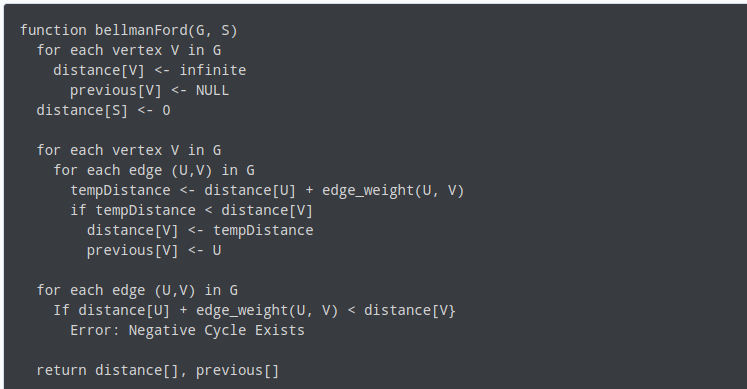 function bellmanFord(G, S)
  for each vertex V in G
    distance[V] <- infinite
      previous[V] <- NULL
  distance[S] <- 0

  for each vertex V in G
    for each edge (U,V) in G
      tempDistance <- distance[U] + edge_weight(U, V)
      if tempDistance < distance[V]
        distance[V] <- tempDistance
        previous[V] <- U

  for each edge (U,V) in G
    If distance[U] + edge_weight(U, V) < distance[V}
      Error: Negative Cycle Exists

  return distance[], previous[]